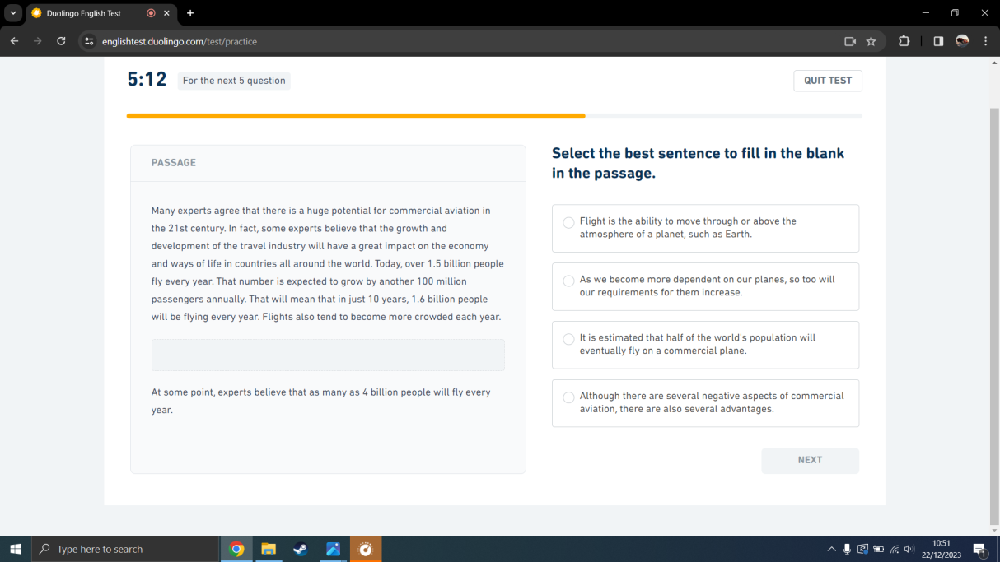 Duolingo English Test
englishtest.duolingo.com/test/practice
5:12
For the next 5 question
QUIT TEST
PASSAGE
Many experts agree that there is a huge potential for commercial aviation in
the 21st century. In fact, some experts believe that the growth and
development of the travel industry will have a great impact on the economy
and ways of life in countries all around the world. Today, over 1.5 billion people
fly every year. That number is expected to grow by another 100 million
passengers annually. That will mean that in just 10 years, 1.6 billion people
will be flying every year. Flights also tend to become more crowded each year.
At some point, experts believe that as many as 4 billion people will fly every
year.
Select the best sentence to fill in the blank
in the passage.
Flight is the ability to move through or above the
atmosphere of a planet, such as Earth.
As we become more dependent on our planes, so too will
our requirements for them increase.
It is estimated that half of the world's population will
eventually fly on a commercial plane.
Although there are several negative aspects of commercial
aviation, there are also several advantages.
NEXT
Type here to search
10:51
22/12/2023
1